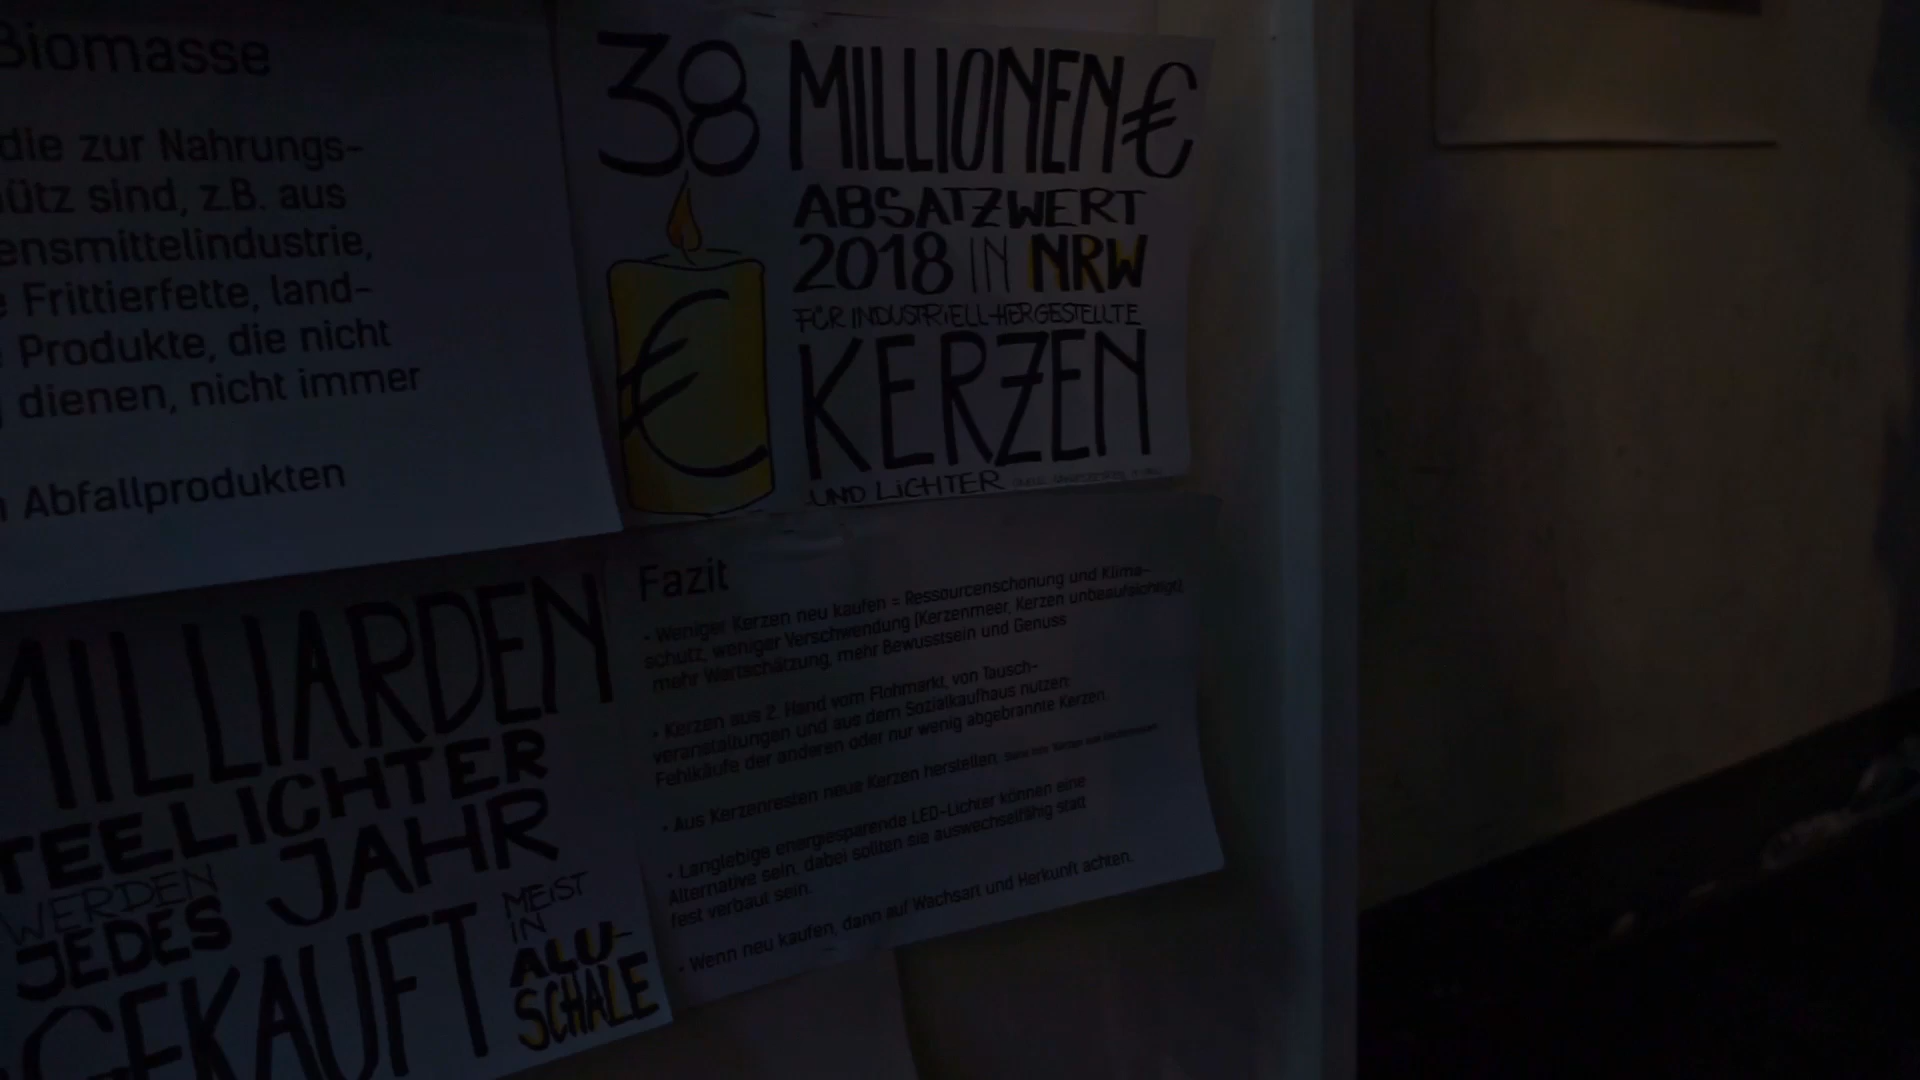 Biomasse
die zur Nahrungs-
sind, z.B. aus
ensmittelindustrie,
Frittierfette, land-
Produkte, die nicht
dienen, nicht immer
Abfallprodukten
38 MILLIONEN €
ABSATZWERT
2018 IN NRW
FÜR INDUSTRIELL HERGESTELLTE
KERZEN
UND LICHTER
€
MILLIARDEN
TEELICHTER
WERDEN
JEDES JAHR
GEKAUFT
MEIST
IN
ALU-
SCHALE
Fazit
• Weniger Kerzen neu kaufen = Ressourcenschonung und Klima-
schutz, weniger Verschwendung (Kerzenmeer, Kerzen unbeaufsichtigt)
mehr Wertschätzung, mehr Bewusstsein und Genuss
• Kerzen aus 2. Hand vom Flohmarkt, von Tausch-
veranstaltungen und aus dem Sozialkaufhaus nutzen:
Fehlkäufe der anderen oder nur wenig abgebrannte Kerzen.
• Aus Kerzenresten neue Kerzen herstellen.
• Langlebige energiesparende LED-Lichter können eine
Alternative sein, dabei sollten sie auswechselfähig statt
fest verbaut sein.
• Wenn neu kaufen, dann auf Wachsart und Herkunft achten.